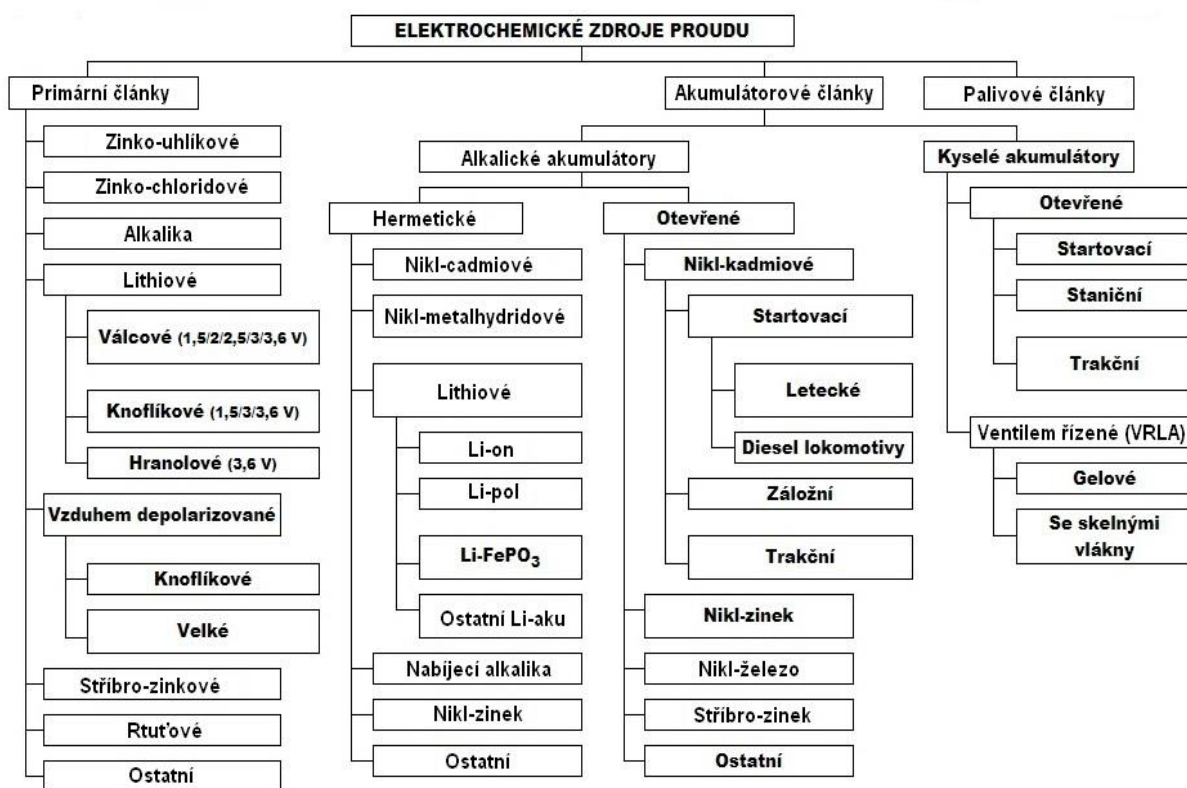 ELEKTROCHEMICKÉ ZDROJE PROUDU
Primární články
Akumulátorové články
Palivové články
Zinko-uhlíkové
Zinko-chloridové
Alkalika
Lithiové
Válcové (1,5/2/2,5/3/3,6 V)
Knoflíkové (1,5/3/3,6 V)
Hranolové (3,6 V)
Vzduhem depolarizované
Knoflíkové
Velké
Stříbro-zinkové
Rtuťové
Ostatní
Alkalické akumulátory
Kyselé akumulátory
Hermetické
Nikl-cadmiové
Nikl-metalhydridové
Lithiové
Li-on
Li-pol
Li-FePO₃
Ostatní Li-aku
Nabíjecí alkalika
Nikl-zinek
Ostatní
Otevřené
Nikl-kadmiové
Startovací
Letecké
Diesel lokomotivy
Záložní
Trakční
Nikl-zinek
Nikl-železo
Stříbro-zinek
Ostatní
Otevřené
Startovací
Staniční
Trakční
Ventilem řízené (VRLA)
Gelové
Se skelnými
vlákny